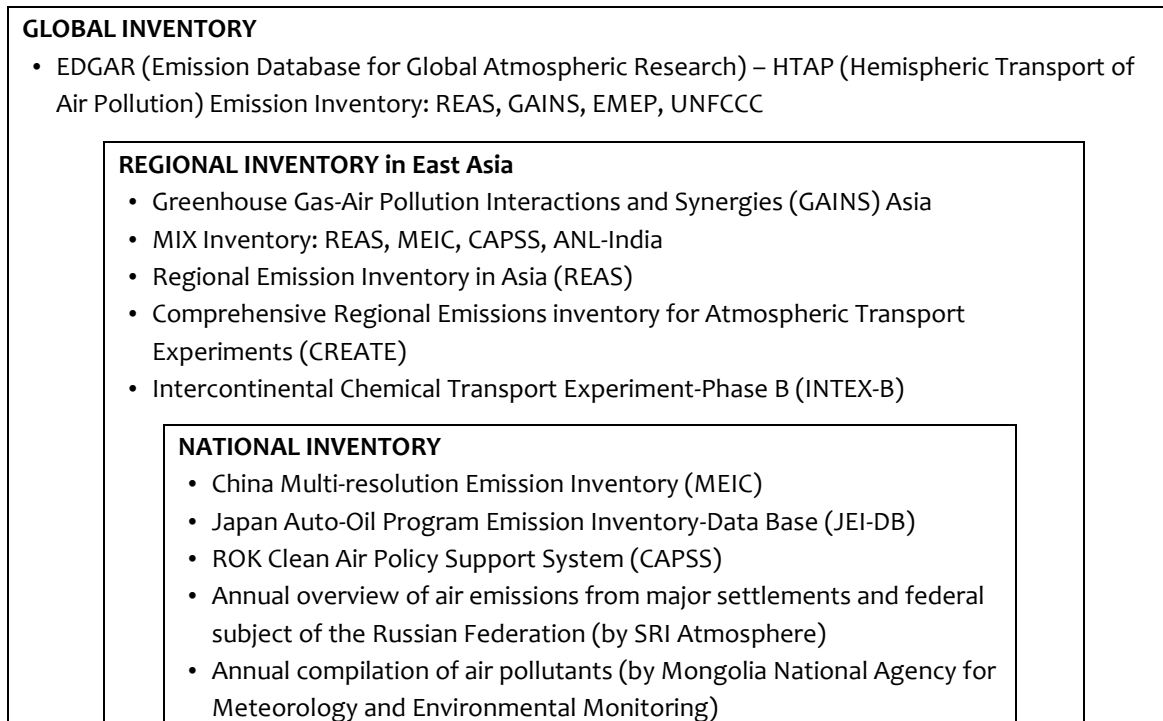 GLOBAL INVENTORY
• EDGAR (Emission Database for Global Atmospheric Research) – HTAP (Hemispheric Transport of
Air Pollution) Emission Inventory: REAS, GAINS, EMEP, UNFCCC
REGIONAL INVENTORY in East Asia
• Greenhouse Gas-Air Pollution Interactions and Synergies (GAINS) Asia
• MIX Inventory: REAS, MEIC, CAPSS, ANL-India
• Regional Emission Inventory in Asia (REAS)
• Comprehensive Regional Emissions inventory for Atmospheric Transport
Experiments (CREATE)
• Intercontinental Chemical Transport Experiment-Phase B (INTEX-B)
NATIONAL INVENTORY
• China Multi-resolution Emission Inventory (MEIC)
• Japan Auto-Oil Program Emission Inventory-Data Base (JEI-DB)
• ROK Clean Air Policy Support System (CAPSS)
• Annual overview of air emissions from major settlements and federal
subject of the Russian Federation (by SRI Atmosphere)
• Annual compilation of air pollutants (by Mongolia National Agency for
Meteorology and Environmental Monitoring)